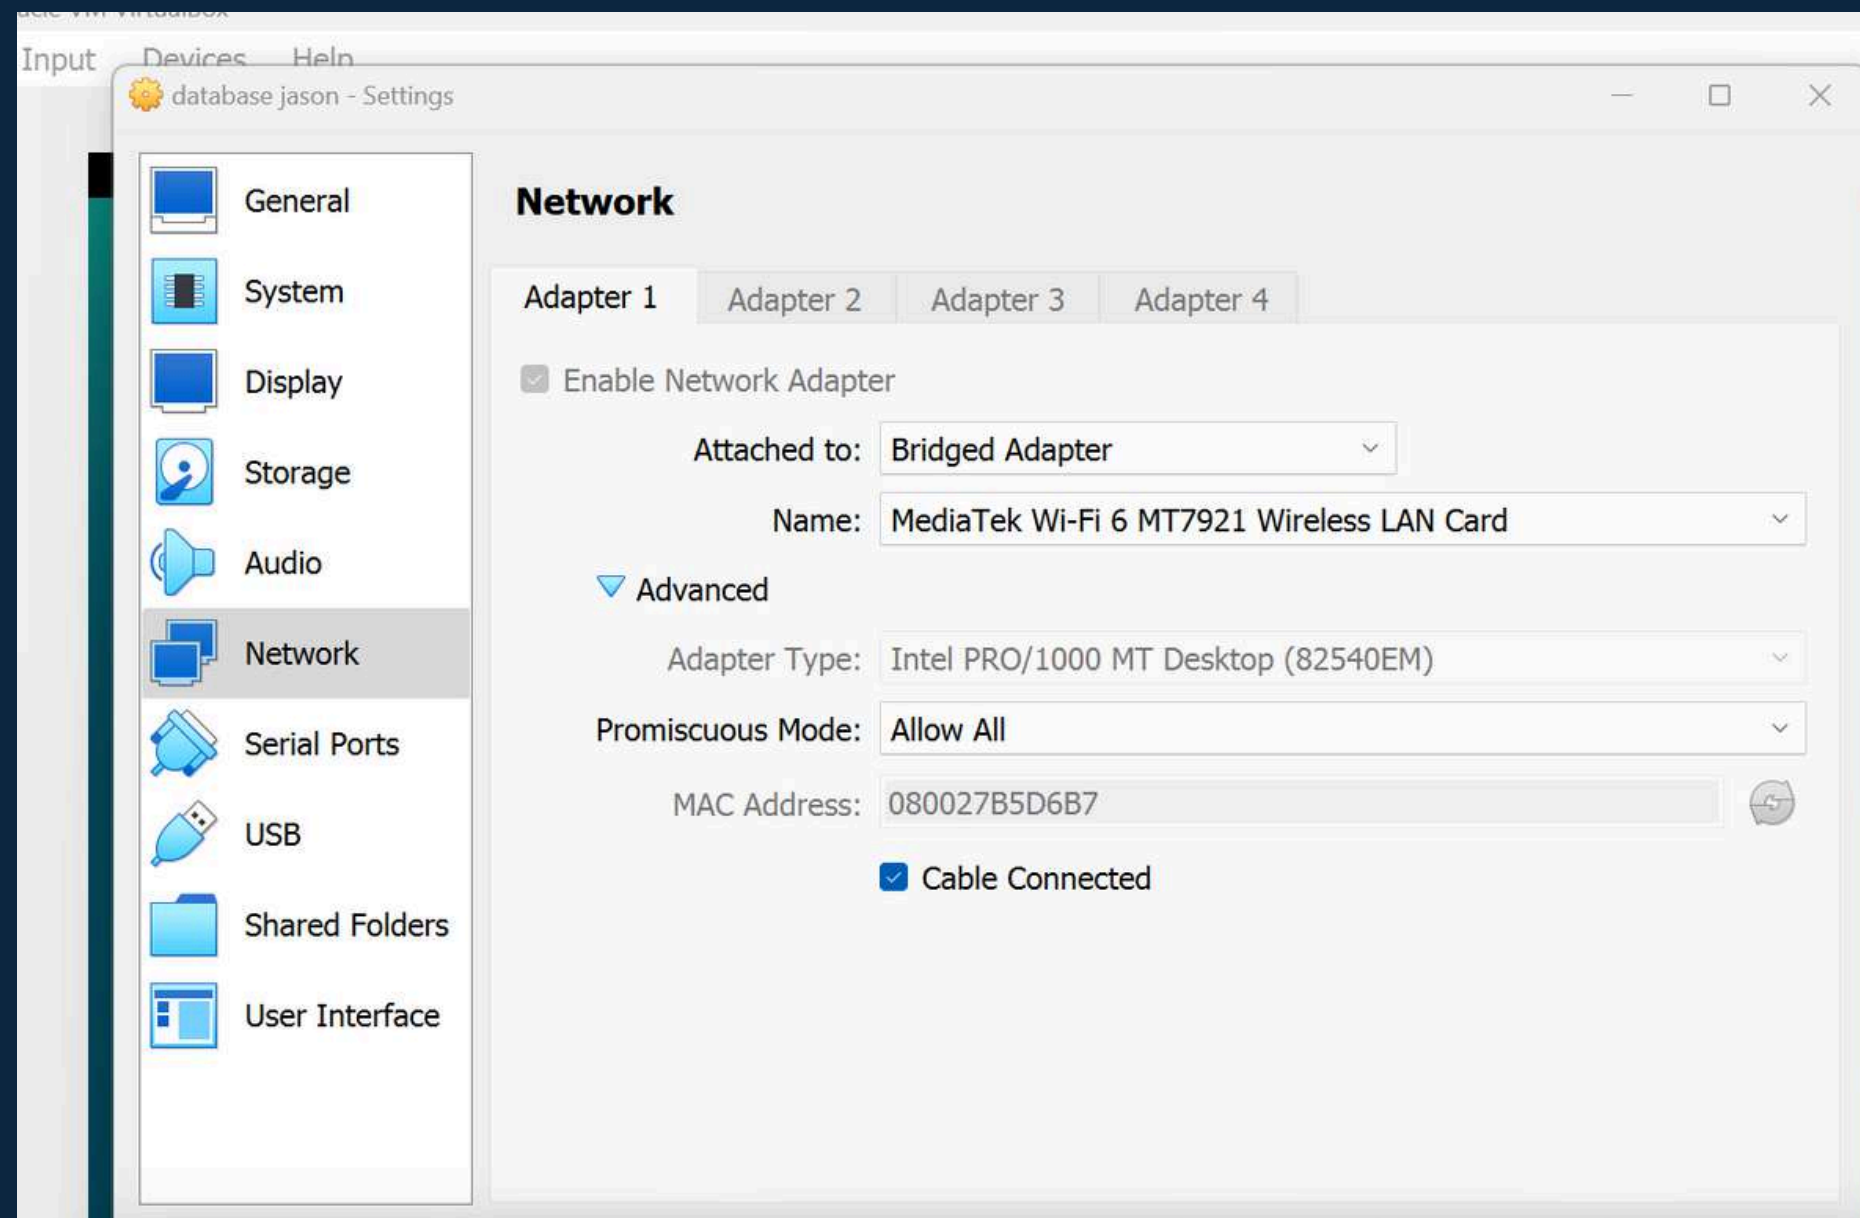 Input Devices Help
database jason - Settings
General
System
Display
Storage
Audio
Network
Serial Ports
USB
Shared Folders
User Interface
Network
Adapter 1 Adapter 2 Adapter 3 Adapter 4
Enable Network Adapter
Attached to: Bridged Adapter
Name: MediaTek Wi-Fi 6 MT7921 Wireless LAN Card
Advanced
Adapter Type: Intel PRO/1000 MT Desktop (82540EM)
Promiscuous Mode: Allow All
MAC Address: 080027B5D6B7
Cable Connected